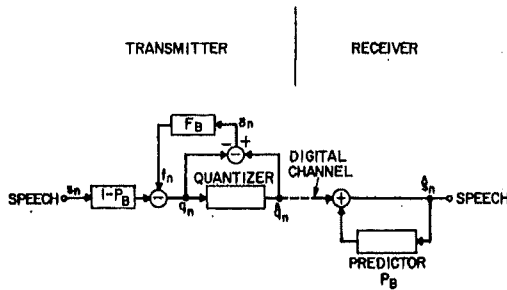 TRANSMITTER
RECEIVER
F_B
δ_n
− +
f_n
QUANTIZER
DIGITAL
CHANNEL
SPEECH
s_n
1-P_B
−
q_n
q̂_n
+
ŝ_n
SPEECH
PREDICTOR
P_B